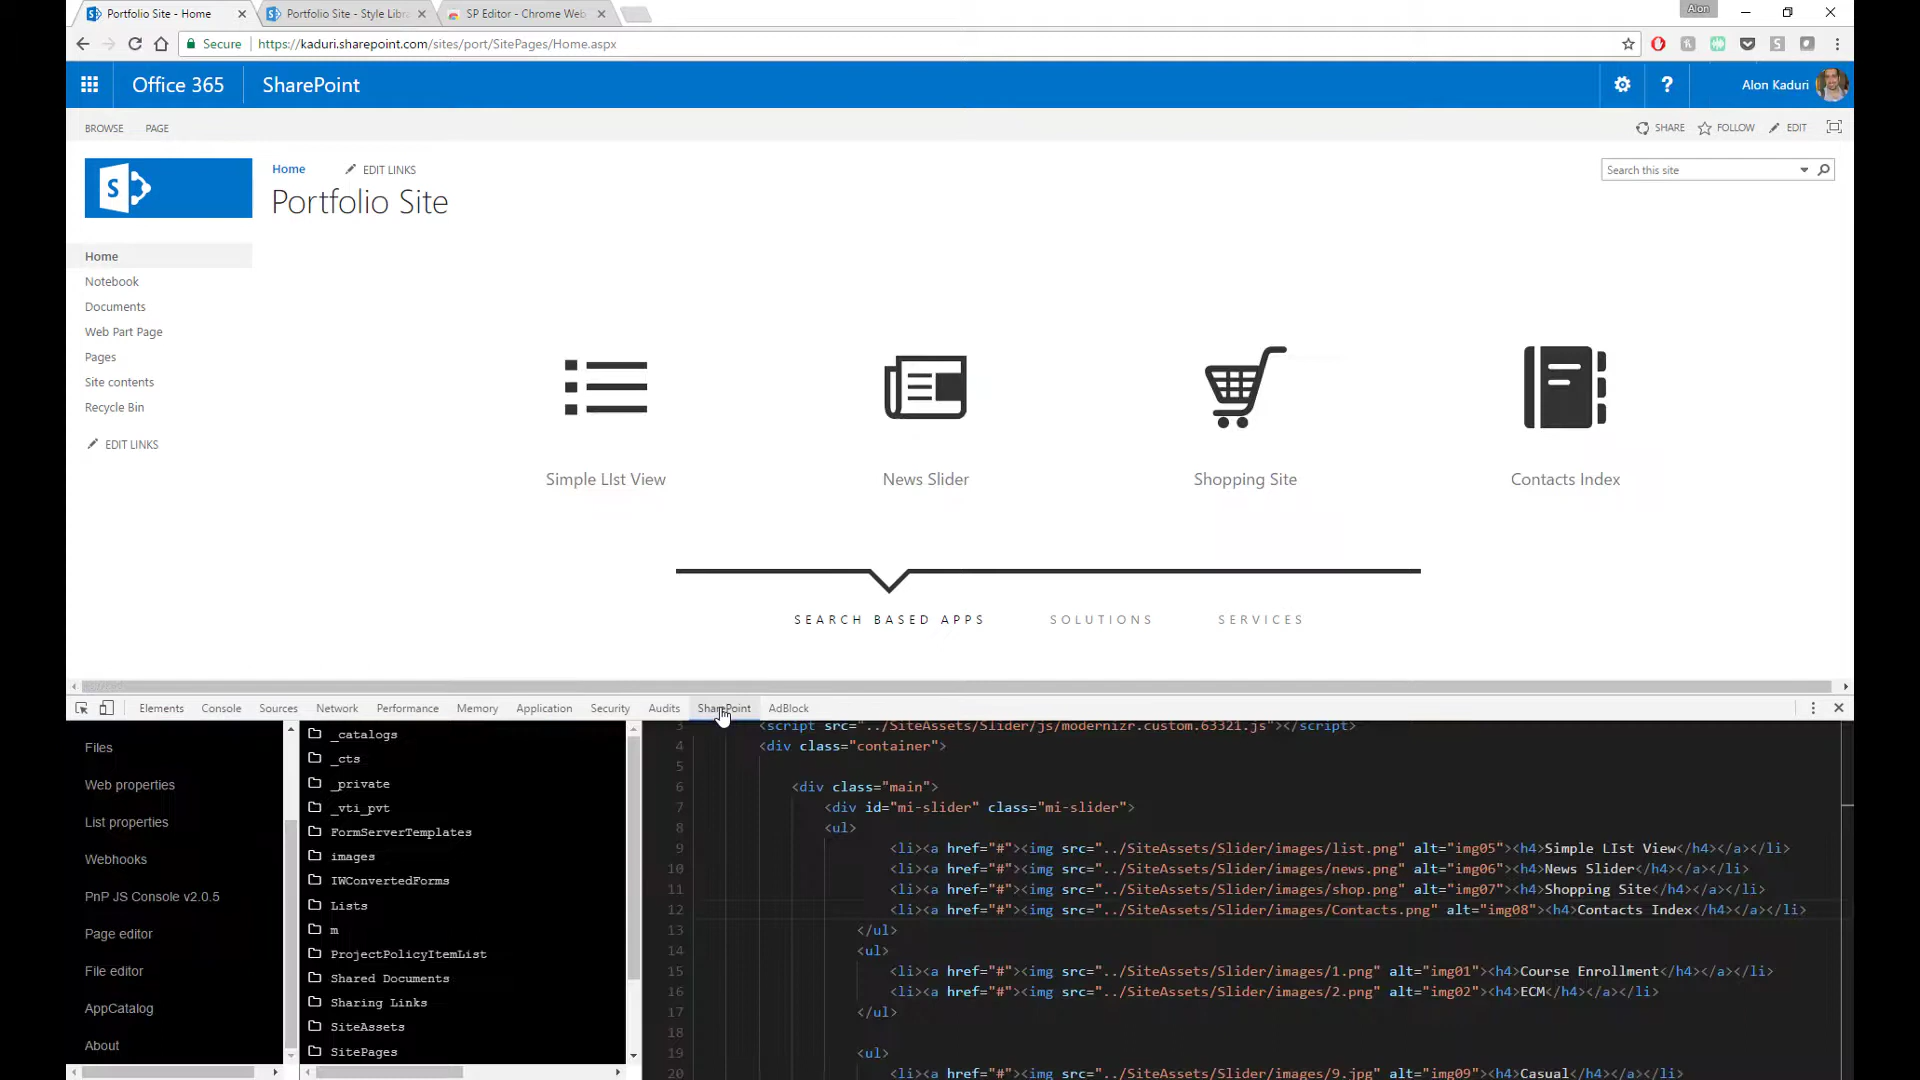 Portfolio Site - Home
Portfolio Site - Style Libra
SP Editor - Chrome Web
Alon
Secure
https://kaduri.sharepoint.com/sites/port/SitePages/Home.aspx
Office 365
SharePoint
?
Alon Kaduri
BROWSE
PAGE
SHARE
FOLLOW
EDIT
S
Home
EDIT LINKS
Search this site
Portfolio Site
Home
Notebook
Documents
Web Part Page
Pages
Site contents
Recycle Bin
EDIT LINKS
Simple LIst View
News Slider
Shopping Site
Contacts Index
SEARCH BASED APPS
SOLUTIONS
SERVICES
Elements
Console
Sources
Network
Performance
Memory
Application
Security
Audits
SharePoint
AdBlock
Files
Web properties
List properties
Webhooks
PnP JS Console v2.0.5
Page editor
File editor
AppCatalog
About
_catalogs
_cts
_private
_vti_pvt
FormServerTemplates
images
IWConvertedForms
Lists
m
ProjectPolicyItemList
Shared Documents
Sharing Links
SiteAssets
SitePages
3 <script src="../SiteAssets/Slider/js/modernizr.custom.63321.js"></script>
4 <div class="container">
5
6 <div class="main">
7 <div id="mi-slider" class="mi-slider">
8 <ul>
9 <li><a href="#"><img src="../SiteAssets/Slider/images/list.png" alt="img05"><h4>Simple LIst View</h4></a></li>
10 <li><a href="#"><img src="../SiteAssets/Slider/images/news.png" alt="img06"><h4>News Slider</h4></a></li>
11 <li><a href="#"><img src="../SiteAssets/Slider/images/shop.png" alt="img07"><h4>Shopping Site</h4></a></li>
12 <li><a href="#"><img src="../SiteAssets/Slider/images/Contacts.png" alt="img08"><h4>Contacts Index</h4></a></li>
13 </ul>
14 <ul>
15 <li><a href="#"><img src="../SiteAssets/Slider/images/1.png" alt="img01"><h4>Course Enrollment</h4></a></li>
16 <li><a href="#"><img src="../SiteAssets/Slider/images/2.png" alt="img02"><h4>ECM</h4></a></li>
17 </ul>
18
19 <ul>
20 <li><a href="#"><img src="../SiteAssets/Slider/images/9.jpg" alt="img09"><h4>Casual</h4></a></li>